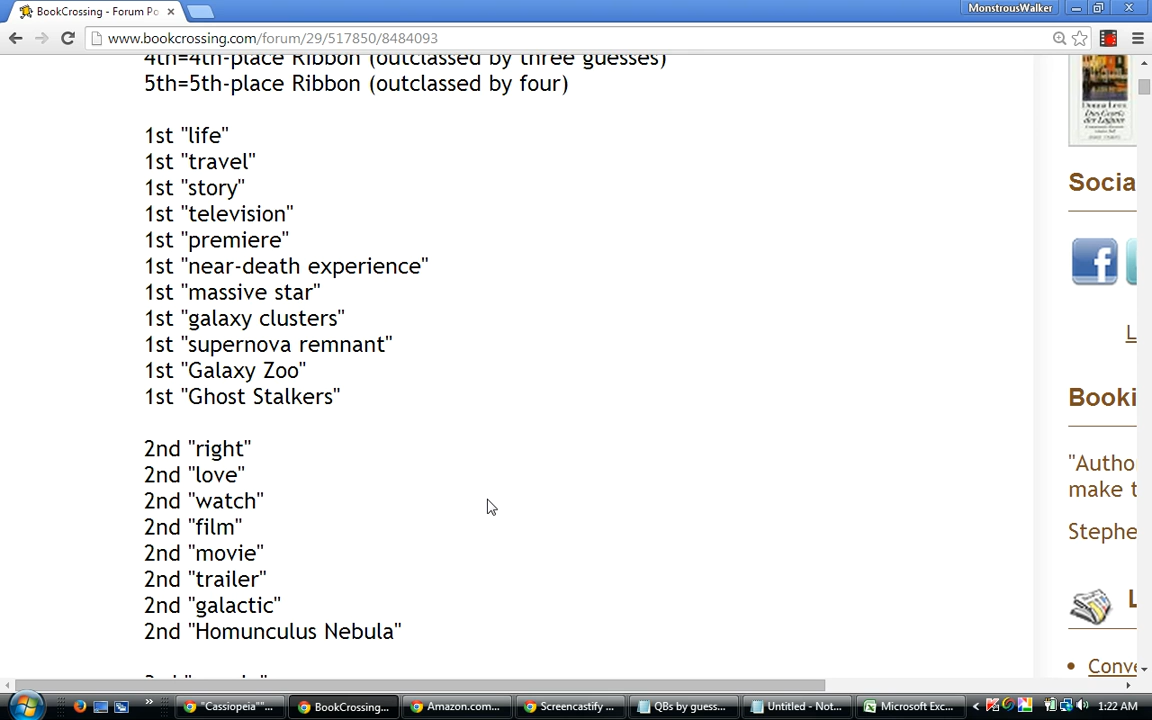 BookCrossing - Forum Po
MonstrousWalker
www.bookcrossing.com/forum/29/517850/8484093
4th=4th-place Ribbon (outclassed by three guesses)
5th=5th-place Ribbon (outclassed by four)
1st "life"
1st "travel"
1st "story"
1st "television"
1st "premiere"
1st "near-death experience"
1st "massive star"
1st "galaxy clusters"
1st "supernova remnant"
1st "Galaxy Zoo"
1st "Ghost Stalkers"
2nd "right"
2nd "love"
2nd "watch"
2nd "film"
2nd "movie"
2nd "trailer"
2nd "galactic"
2nd "Homunculus Nebula"
Donna Leon
Socia
f
L
Booki
"Autho
make t
Stephe
L
Conve
"Cassiopeia""...
BookCrossing...
Amazon.com...
Screencastify ...
QBs by guess...
Untitled - Not...
Microsoft Exc...
1:22 AM